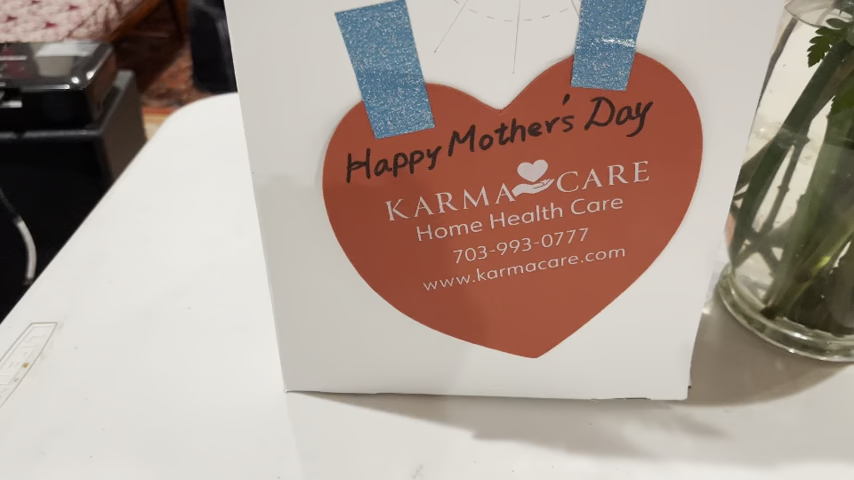 Happy Mother's Day
KARMA CARE
Home Health Care
703-993-0777
www.karmacare.com